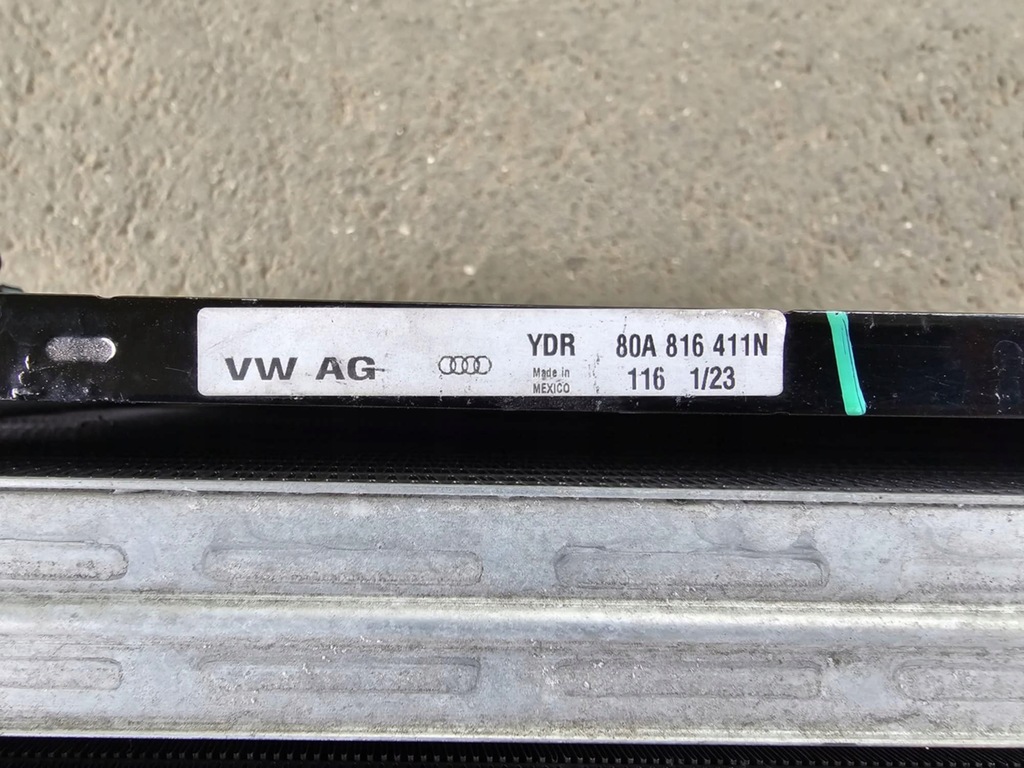 VW AG
YDR 80A 816 411N
Made in 116 1/23
MEXICO